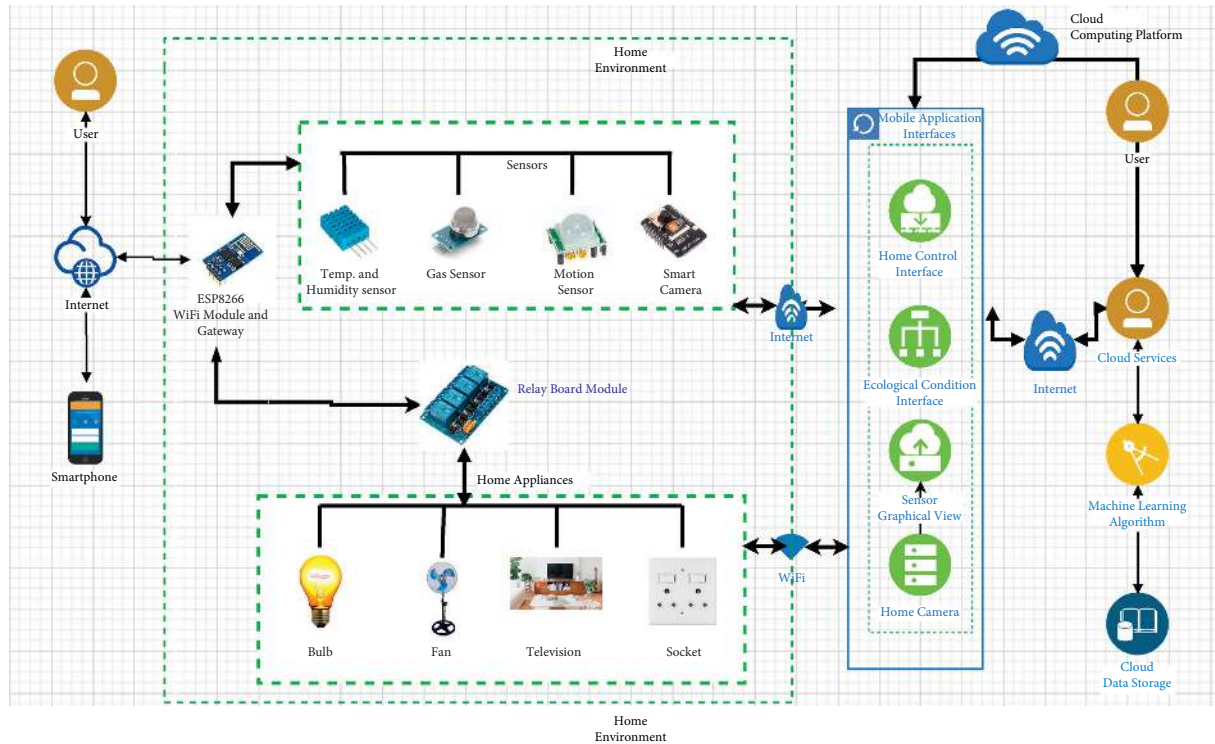 Home
Environment
Cloud
Computing Platform
User
Mobile Application
Interfaces
User
Sensors
Temp. and
Humidity sensor
Gas Sensor
Motion
Sensor
Smart
Camera
Home Control
Interface
Internet
ESP8266
WiFi Module and
Gateway
Internet
Cloud Services
Ecological Condition
Interface
Internet
Relay Board Module
Smartphone
Home Appliances
Sensor
Graphical View
Machine Learning
Algorithm
WiFi
Home Camera
Bulb
Fan
Television
Socket
Cloud
Data Storage
Home
Environment